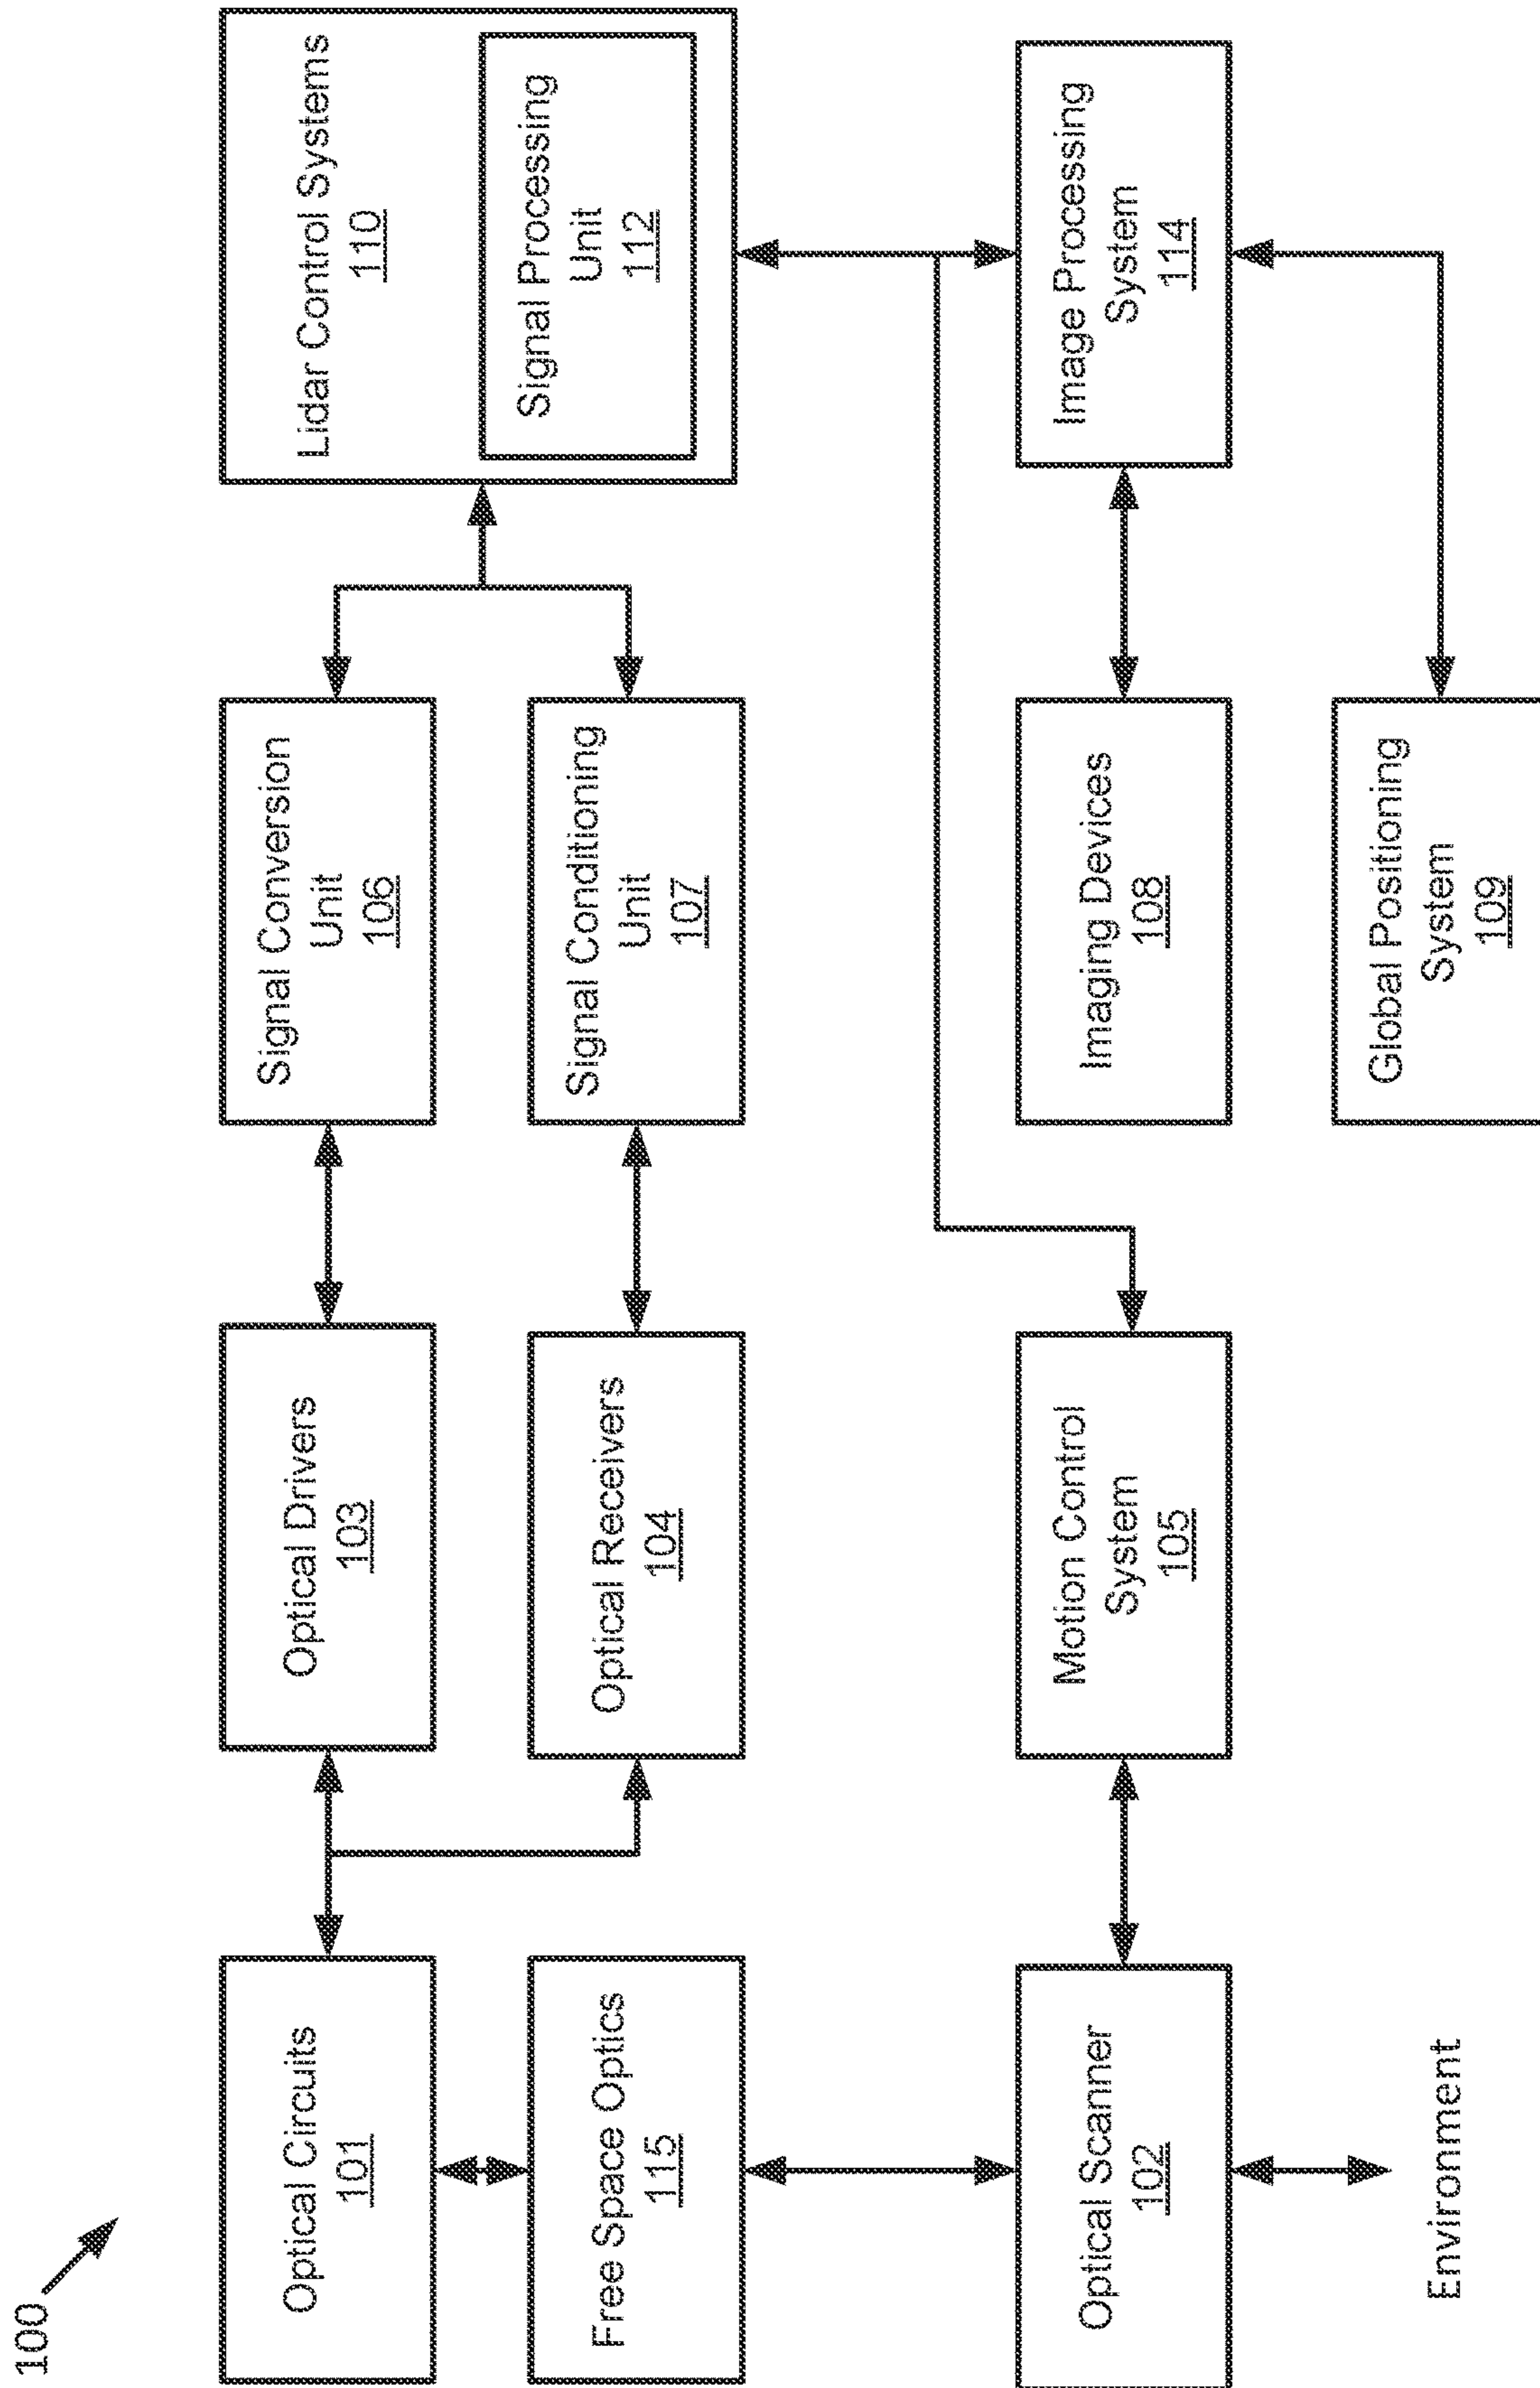 100
Optical Circuits
101
Optical Drivers
103
Signal Conversion
Unit
106
Lidar Control Systems
110
Free Space Optics
115
Optical Receivers
104
Signal Conditioning
Unit
107
Signal Processing
Unit
112
Optical Scanner
102
Motion Control
System
105
Imaging Devices
108
Image Processing
System
114
Environment
Global Positioning
System
109